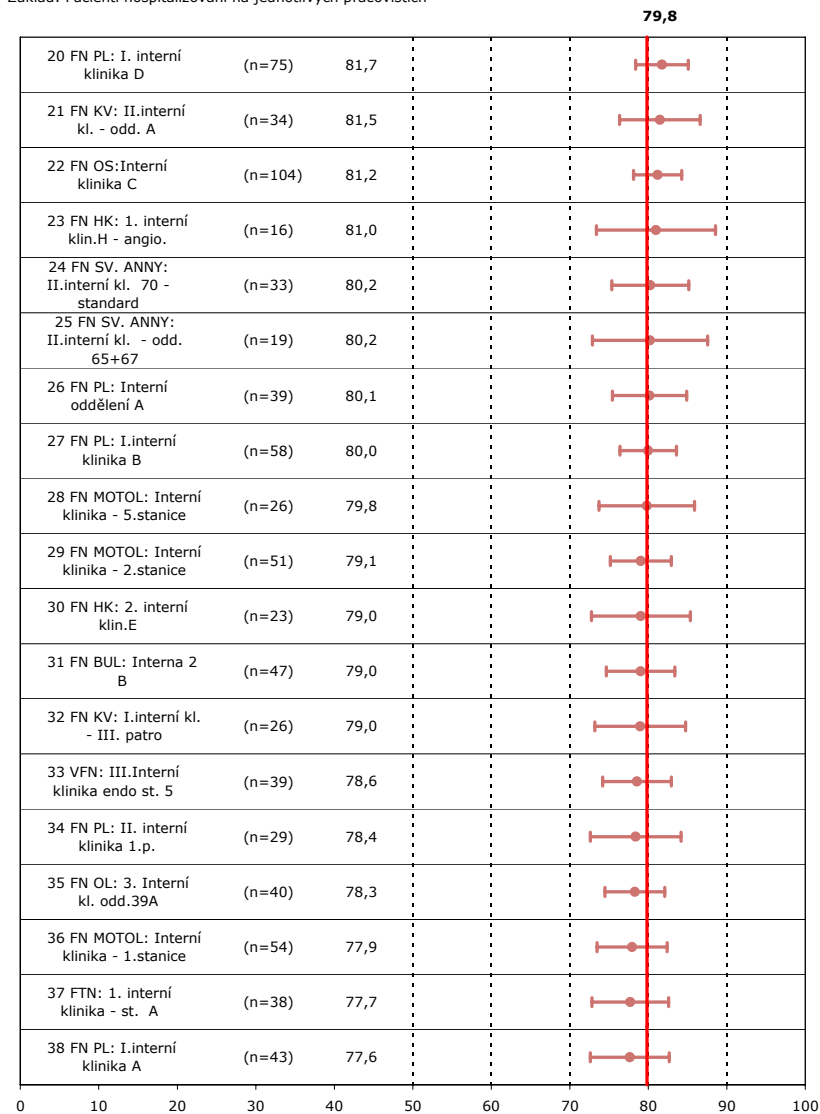 Základ: Pacienti hospitalizovaní na jednotlivých pracovištích
79,8
20 FN PL: I. interní
klinika D
(n=75) 81,7
21 FN KV: II.interní
kl. - odd. A
(n=34) 81,5
22 FN OS:Interní
klinika C
(n=104) 81,2
23 FN HK: 1. interní
klin.H - angio.
(n=16) 81,0
24 FN SV. ANNY:
II.interní kl. 70 -
standard
(n=33) 80,2
25 FN SV. ANNY:
II.interní kl. - odd.
65+67
(n=19) 80,2
26 FN PL: Interní
oddělení A
(n=39) 80,1
27 FN PL: I.interní
klinika B
(n=58) 80,0
28 FN MOTOL: Interní
klinika - 5.stanice
(n=26) 79,8
29 FN MOTOL: Interní
klinika - 2.stanice
(n=51) 79,1
30 FN HK: 2. interní
klin.E
(n=23) 79,0
31 FN BUL: Interna 2
B
(n=47) 79,0
32 FN KV: I.interní kl.
- III. patro
(n=26) 79,0
33 VFN: III.Interní
klinika endo st. 5
(n=39) 78,6
34 FN PL: II. interní
klinika 1.p.
(n=29) 78,4
35 FN OL: 3. Interní
kl. odd.39A
(n=40) 78,3
36 FN MOTOL: Interní
klinika - 1.stanice
(n=54) 77,9
37 FTN: 1. interní
klinika - st. A
(n=38) 77,7
38 FN PL: I.interní
klinika A
(n=43) 77,6
0 10 20 30 40 50 60 70 80 90 100